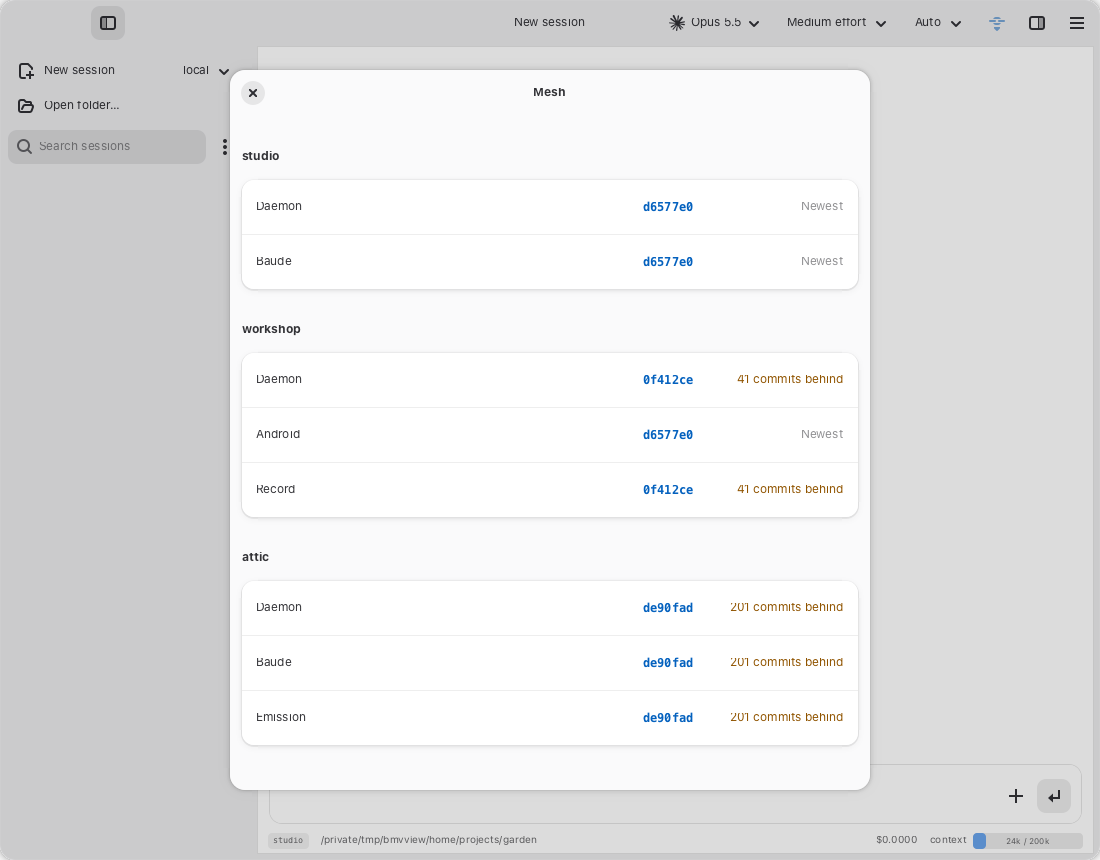 New session
Opus 5.5
Medium effort
Auto
New session
local
Open folder...
Search sessions
Mesh
studio
Daemon d6577e0 Newest
Baude d6577e0 Newest
workshop
Daemon 0f412ce 41 commits behind
Android d6577e0 Newest
Record 0f412ce 41 commits behind
attic
Daemon de90fad 201 commits behind
Baude de90fad 201 commits behind
Emission de90fad 201 commits behind
studio /private/tmp/bmvview/home/projects/garden $0.0000 context 24k / 200k